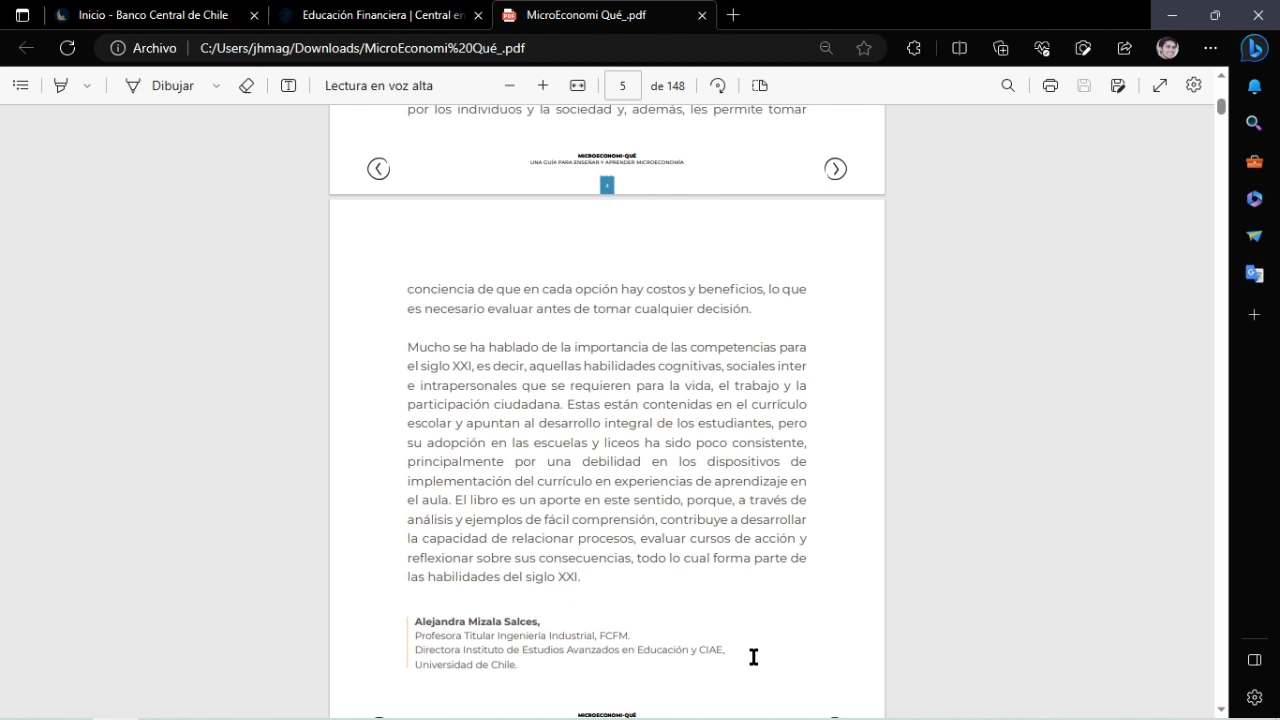 Inicio - Banco Central de Chile
Educación Financiera | Central en
MicroEconomi Qué_.pdf
Archivo
C:/Users/jhmag/Downloads/MicroEconomi%20Qué_.pdf
Dibujar
Lectura en voz alta
5
de 148
por los individuos y la sociedad y, además, les permite tomar
MICROECONOMI-QUÉ
UNA GUÍA PARA ENSEÑAR Y APRENDER MICROECONOMÍA
4
conciencia de que en cada opción hay costos y beneficios, lo que
es necesario evaluar antes de tomar cualquier decisión.
Mucho se ha hablado de la importancia de las competencias para
el siglo XXI, es decir, aquellas habilidades cognitivas, sociales inter
e intrapersonales que se requieren para la vida, el trabajo y la
participación ciudadana. Estas están contenidas en el currículo
escolar y apuntan al desarrollo integral de los estudiantes, pero
su adopción en las escuelas y liceos ha sido poco consistente,
principalmente por una debilidad en los dispositivos de
implementación del currículo en experiencias de aprendizaje en
el aula. El libro es un aporte en este sentido, porque, a través de
análisis y ejemplos de fácil comprensión, contribuye a desarrollar
la capacidad de relacionar procesos, evaluar cursos de acción y
reflexionar sobre sus consecuencias, todo lo cual forma parte de
las habilidades del siglo XXI.
Alejandra Mizala Salces,
Profesora Titular Ingeniería Industrial, FCFM.
Directora Instituto de Estudios Avanzados en Educación y CIAE,
Universidad de Chile.
MICROECONOMI-QUÉ